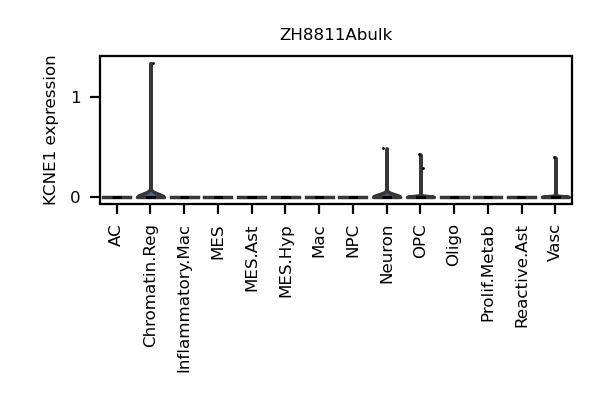 ZH8811Abulk
KCNE1 expression
1
0
AC
Chromatin.Reg
Inflammatory.Mac
MES
MES.Ast
MES.Hyp
Mac
NPC
Neuron
OPC
Oligo
Prolif.Metab
Reactive.Ast
Vasc